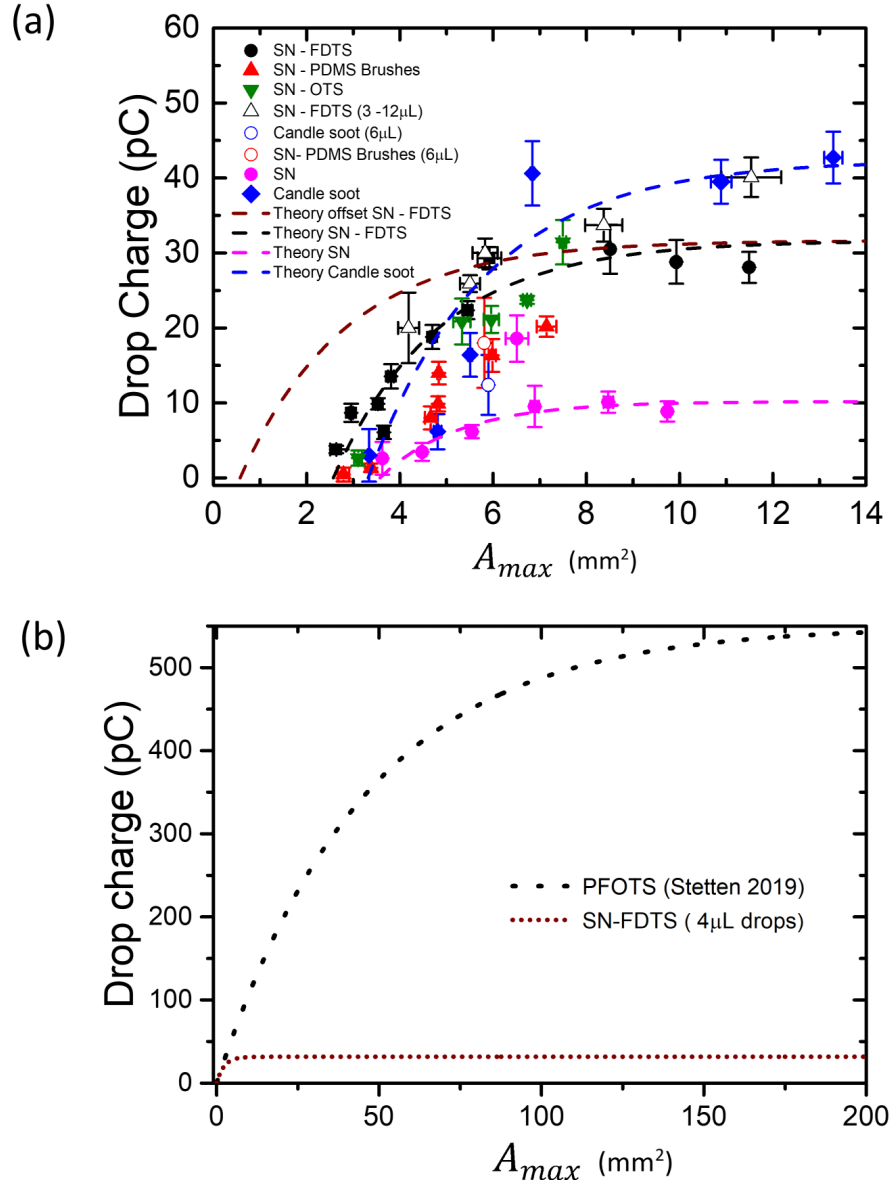 (a)
60
50
40
30
20
10
0
Drop Charge (pC)
SN - FDTS
SN - PDMS Brushes
SN - OTS
SN - FDTS (3 -12µL)
Candle soot (6µL)
SN- PDMS Brushes (6µL)
SN
Candle soot
Theory offset SN - FDTS
Theory SN - FDTS
Theory SN
Theory Candle soot
0 2 4 6 8 10 12 14
A_max (mm²)
(b)
500
400
300
200
100
0
Drop charge (pC)
PFOTS (Stetten 2019)
SN-FDTS ( 4µL drops)
0 50 100 150 200
A_max (mm²)